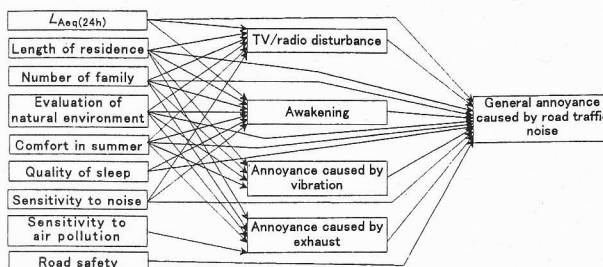 LAeq(24h)
Length of residence
Number of family
Evaluation of
natural environment
Comfort in summer
Quality of sleep
Sensitivity to noise
Sensitivity to
air pollution
Road safety
TV/radio disturbance
Awakening
Annoyance caused by
vibration
Annoyance caused by
exhaust
General annoyance
caused by road traffic
noise